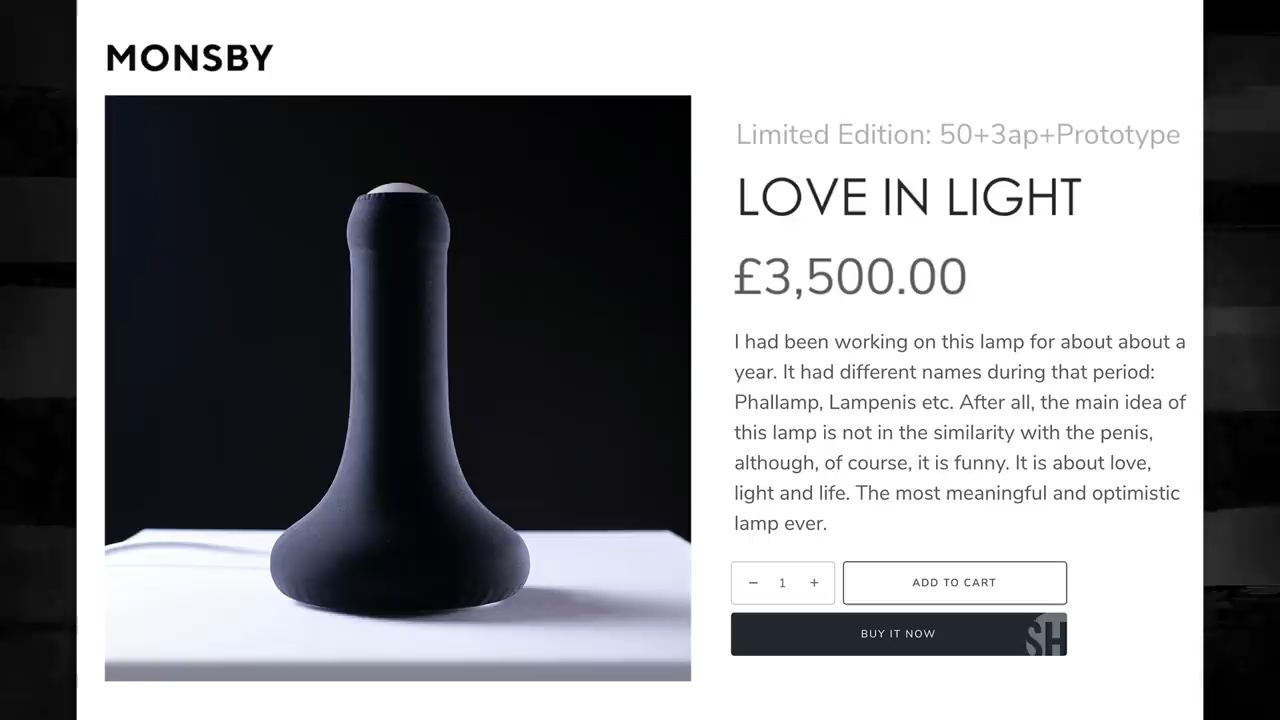 MONSBY
Limited Edition: 50+3ap+Prototype
LOVE IN LIGHT
£3,500.00
I had been working on this lamp for about about a
year. It had different names during that period:
Phallamp, Lampenis etc. After all, the main idea of
this lamp is not in the similarity with the penis,
although, of course, it is funny. It is about love,
light and life. The most meaningful and optimistic
lamp ever.
− 1 +
ADD TO CART
BUY IT NOW
SH